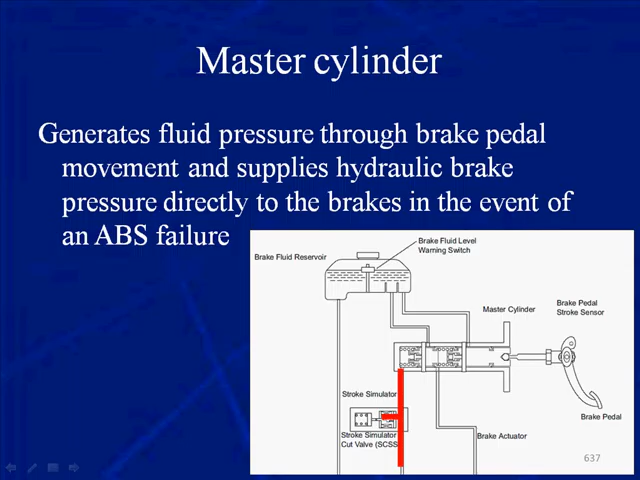 Master cylinder
Generates fluid pressure through brake pedal
movement and supplies hydraulic brake
pressure directly to the brakes in the event of
an ABS failure
Brake Fluid Level
Warning Switch
Brake Fluid Reservoir
Master Cylinder
Brake Pedal
Stroke Sensor
Stroke Simulator
Brake Pedal
Stroke Simulator
Cut Valve (SCSS
Brake Actuator
637